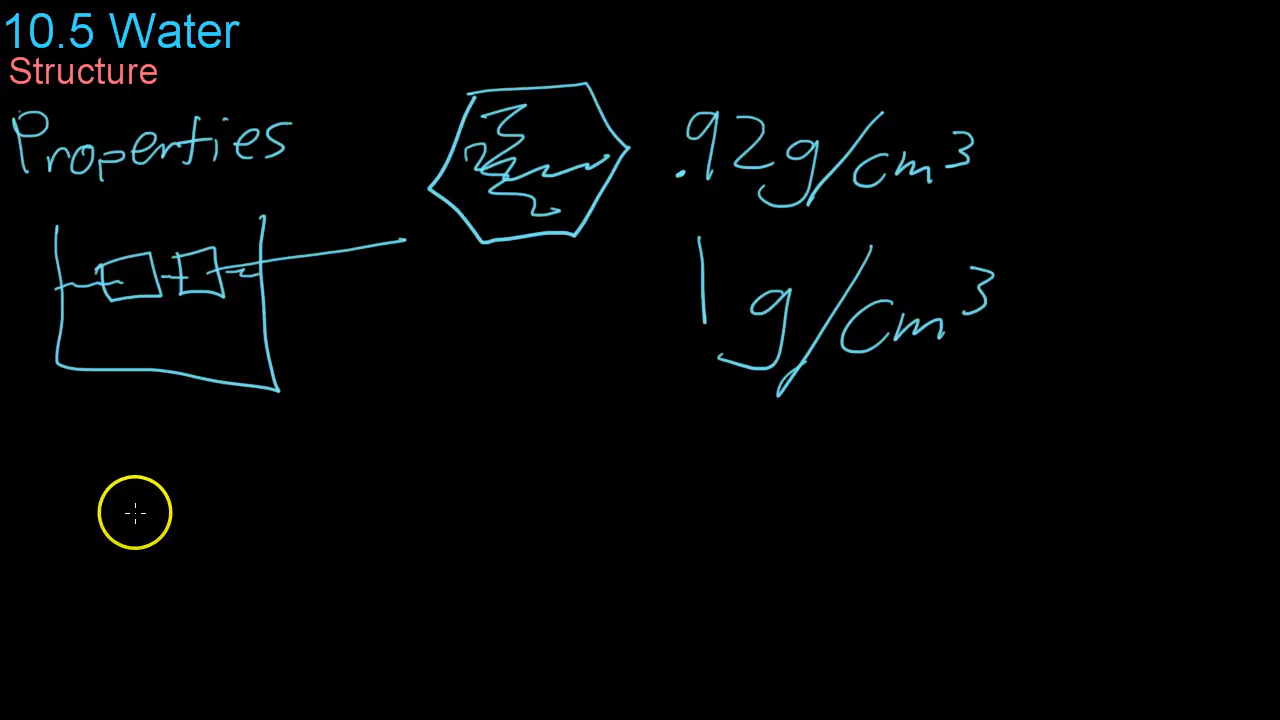 10.5 Water
Structure
Properties
.92g/cm³
1g/cm³